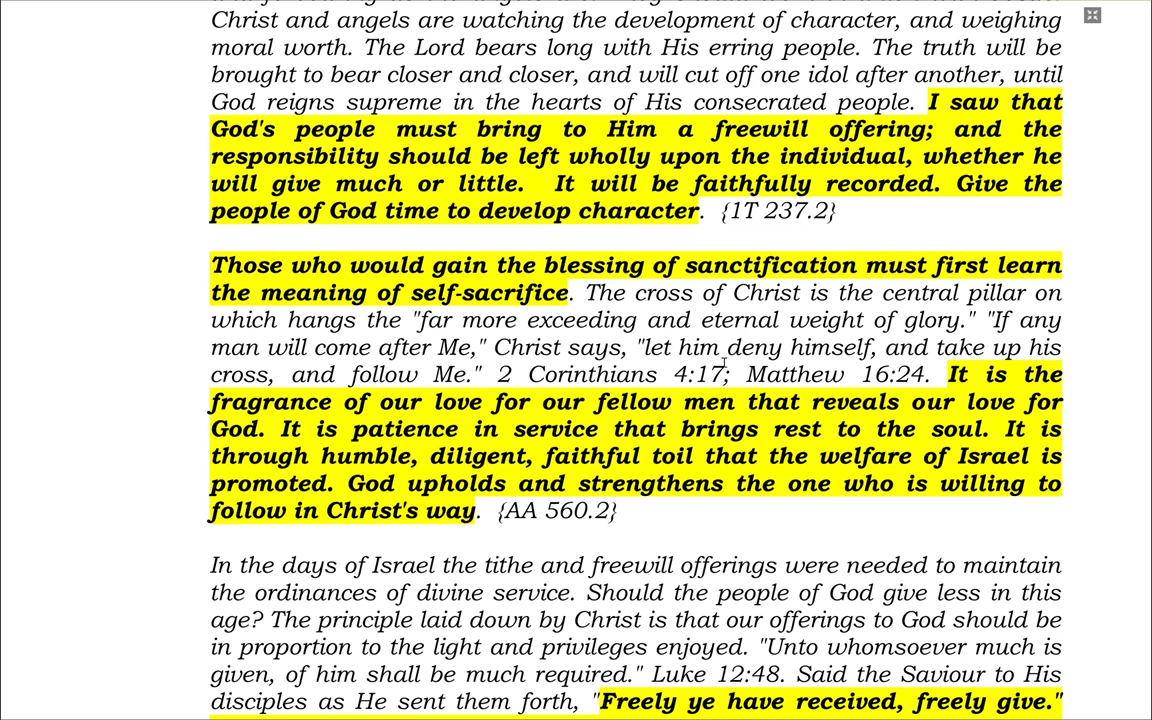 Christ and angels are watching the development of character, and weighing
moral worth. The Lord bears long with His erring people. The truth will be
brought to bear closer and closer, and will cut off one idol after another, until
God reigns supreme in the hearts of His consecrated people. I saw that
God's people must bring to Him a freewill offering; and the
responsibility should be left wholly upon the individual, whether he
will give much or little. It will be faithfully recorded. Give the
people of God time to develop character. {1T 237.2}
Those who would gain the blessing of sanctification must first learn
the meaning of self-sacrifice. The cross of Christ is the central pillar on
which hangs the "far more exceeding and eternal weight of glory." "If any
man will come after Me," Christ says, "let him deny himself, and take up his
cross, and follow Me." 2 Corinthians 4:17; Matthew 16:24. It is the
fragrance of our love for our fellow men that reveals our love for
God. It is patience in service that brings rest to the soul. It is
through humble, diligent, faithful toil that the welfare of Israel is
promoted. God upholds and strengthens the one who is willing to
follow in Christ's way. {AA 560.2}
In the days of Israel the tithe and freewill offerings were needed to maintain
the ordinances of divine service. Should the people of God give less in this
age? The principle laid down by Christ is that our offerings to God should be
in proportion to the light and privileges enjoyed. "Unto whomsoever much is
given, of him shall be much required." Luke 12:48. Said the Saviour to His
disciples as He sent them forth, "Freely ye have received, freely give."